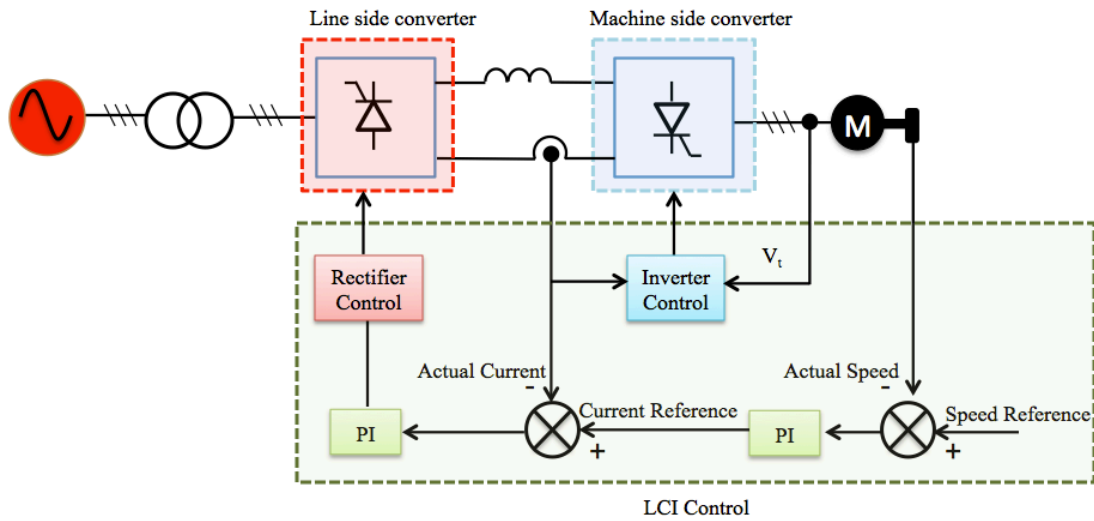 Line side converter
Machine side converter
M
V_t
Rectifier
Control
Inverter
Control
Actual Current
-
Actual Speed
-
Current Reference
Speed Reference
PI
PI
+
+
LCI Control